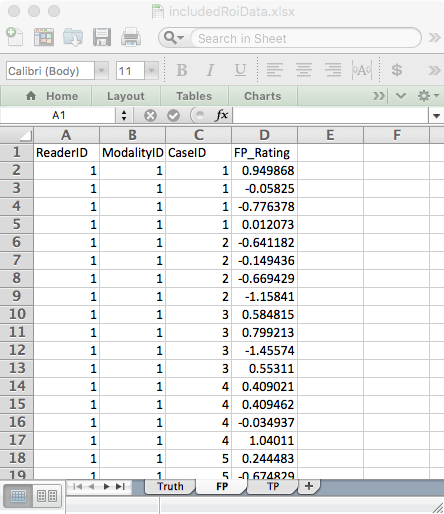 includedRoiData.xlsx
Search in Sheet
Calibri (Body) 11 B I U A $
Home Layout Tables Charts
A1 fx
A B C D E F
1 ReaderID ModalityID CaseID FP_Rating
2 1 1 1 0.949868
3 1 1 1 -0.05825
4 1 1 1 -0.776378
5 1 1 1 0.012073
6 1 1 2 -0.641182
7 1 1 2 -0.149436
8 1 1 2 -0.669429
9 1 1 2 -1.15841
10 1 1 3 0.584815
11 1 1 3 0.799213
12 1 1 3 -1.45574
13 1 1 3 0.55311
14 1 1 4 0.409021
15 1 1 4 0.409462
16 1 1 4 -0.034937
17 1 1 4 1.04011
18 1 1 5 0.244483
19 1 1 5 -0.674829
Truth FP TP +